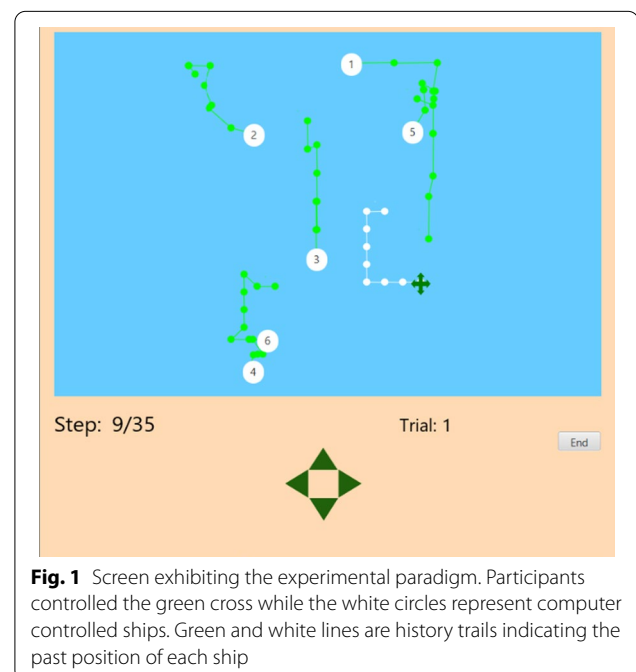 1
2
5
3
6
4
Step: 9/35 Trial: 1
End
Fig. 1 Screen exhibiting the experimental paradigm. Participants
controlled the green cross while the white circles represent computer
controlled ships. Green and white lines are history trails indicating the
past position of each ship